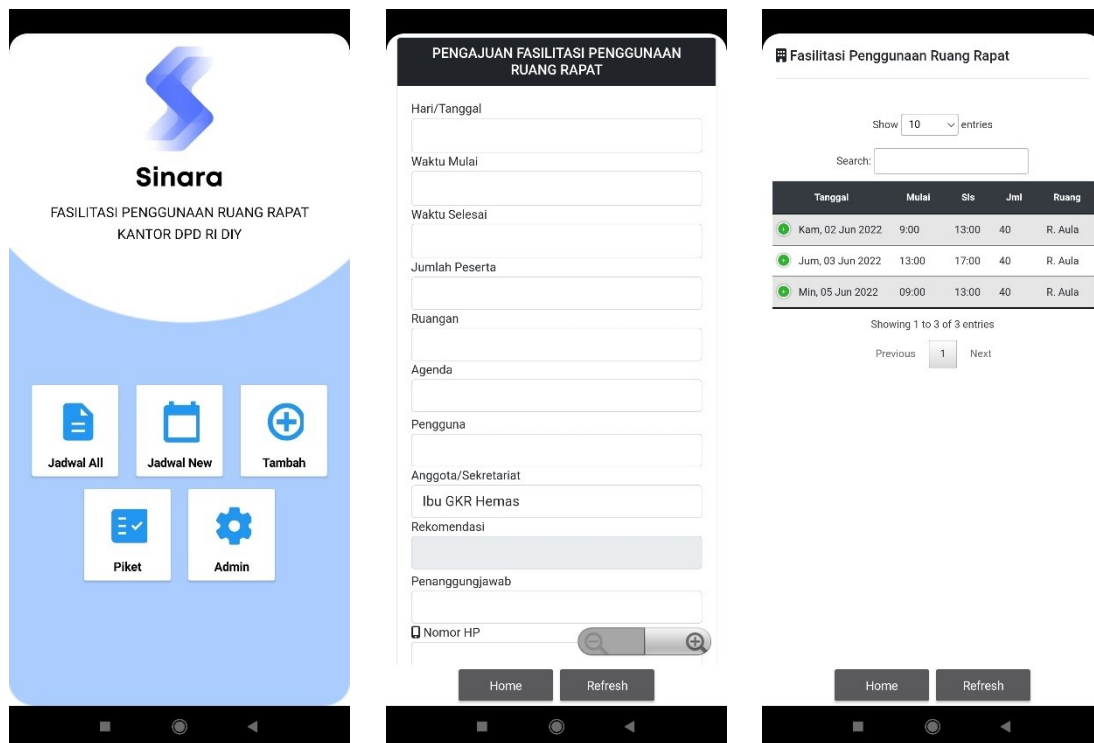 Sinara
FASILITASI PENGGUNAAN RUANG RAPAT
KANTOR DPD RI DIY
Jadwal All
Jadwal New
Tambah
Piket
Admin
PENGAJUAN FASILITASI PENGGUNAAN
RUANG RAPAT
Hari/Tanggal
Waktu Mulai
Waktu Selesai
Jumlah Peserta
Ruangan
Agenda
Pengguna
Anggota/Sekretariat
Ibu GKR Hemas
Rekomendasi
Penanggungjawab
Nomor HP
Home Refresh
Fasilitasi Penggunaan Ruang Rapat
Show 10 entries
Search:
Tanggal Mulai Sls Jml Ruang
Kam, 02 Jun 2022 9:00 13:00 40 R. Aula
Jum, 03 Jun 2022 13:00 17:00 40 R. Aula
Min, 05 Jun 2022 09:00 13:00 40 R. Aula
Showing 1 to 3 of 3 entries
Previous 1 Next
Home Refresh